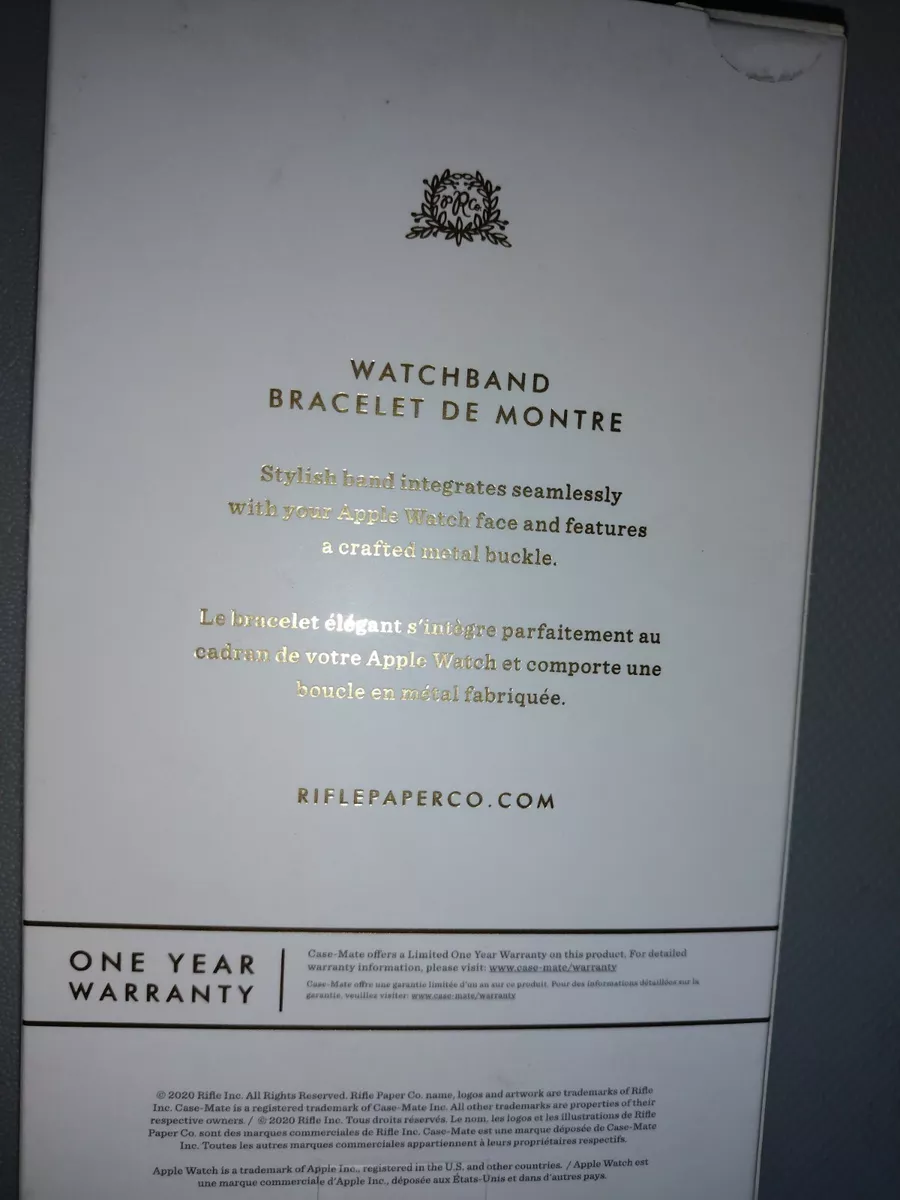 RP Co.
WATCHBAND
BRACELET DE MONTRE
Stylish band integrates seamlessly
with your Apple Watch face and features
a crafted metal buckle.
Le bracelet élégant s'intègre parfaitement au
cadran de votre Apple Watch et comporte une
boucle en métal fabriquée.
RIFLEPAPERCO.COM
ONE YEAR
WARRANTY
Case-Mate offers a Limited One Year Warranty on this product. For detailed
warranty information, please visit: www.case-mate/warranty
Case-Mate offre une garantie limitée d'un an sur ce produit. Pour des informations détaillées sur la
garantie, veuillez visiter: www.case-mate/warranty
© 2020 Rifle Inc. All Rights Reserved. Rifle Paper Co. name, logos and artwork are trademarks of Rifle
Inc. Case-Mate is a registered trademark of Case-Mate Inc. All other trademarks are properties of their
respective owners. / © 2020 Rifle Inc. Tous droits réservés. Le nom, les logos et les illustrations de Rifle
Paper Co. sont des marques commerciales de Rifle Inc. Case-Mate est une marque déposée de Case-Mate
Inc. Toutes les autres marques commerciales appartiennent à leurs propriétaires respectifs.
Apple Watch is a trademark of Apple Inc., registered in the U.S. and other countries. / Apple Watch est
une marque commerciale d'Apple Inc., déposée aux États-Unis et dans d'autres pays.